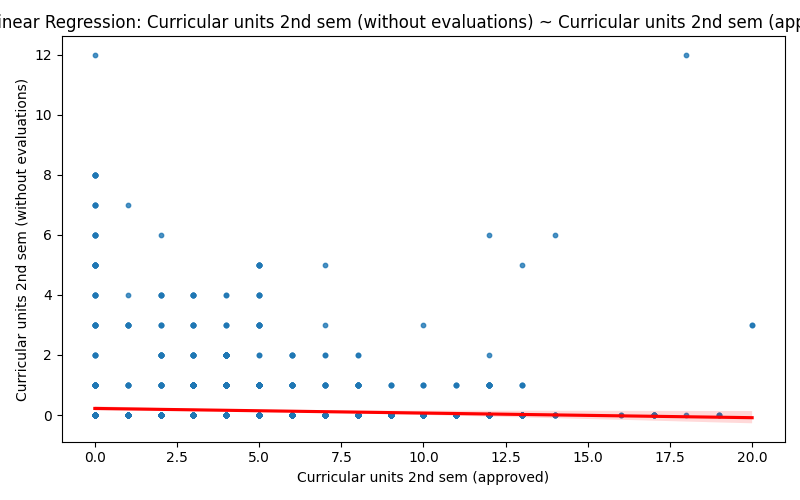 inear Regression: Curricular units 2nd sem (without evaluations) ~ Curricular units 2nd sem (app
12
10
8
6
4
2
0
Curricular units 2nd sem (without evaluations)
0.0 2.5 5.0 7.5 10.0 12.5 15.0 17.5 20.0
Curricular units 2nd sem (approved)